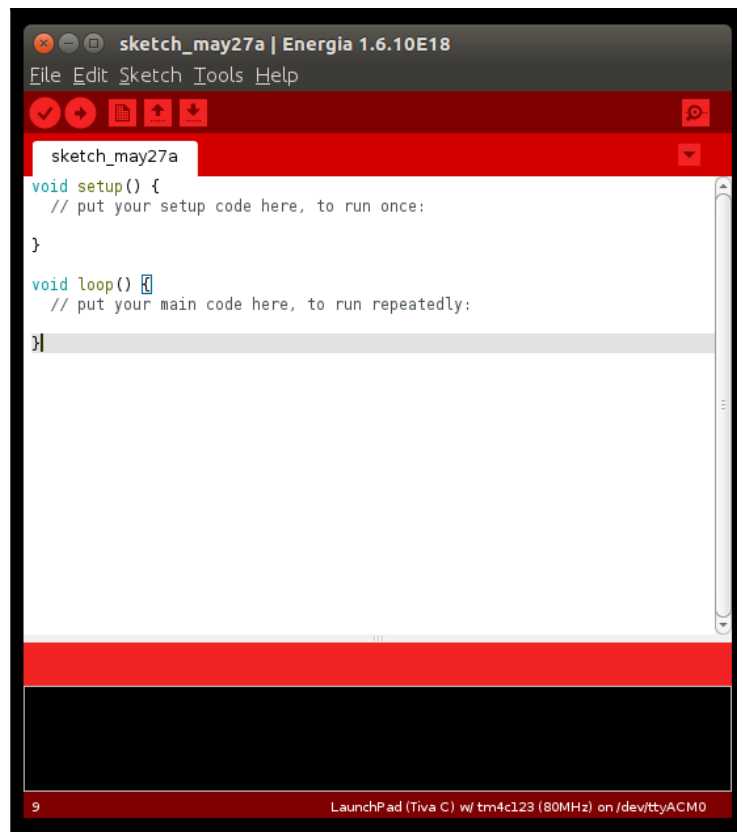 sketch_may27a | Energia 1.6.10E18
File Edit Sketch Tools Help
sketch_may27a
void setup() {
  // put your setup code here, to run once:

}

void loop() {
  // put your main code here, to run repeatedly:

}
9
LaunchPad (Tiva C) w/ tm4c123 (80MHz) on /dev/ttyACM0